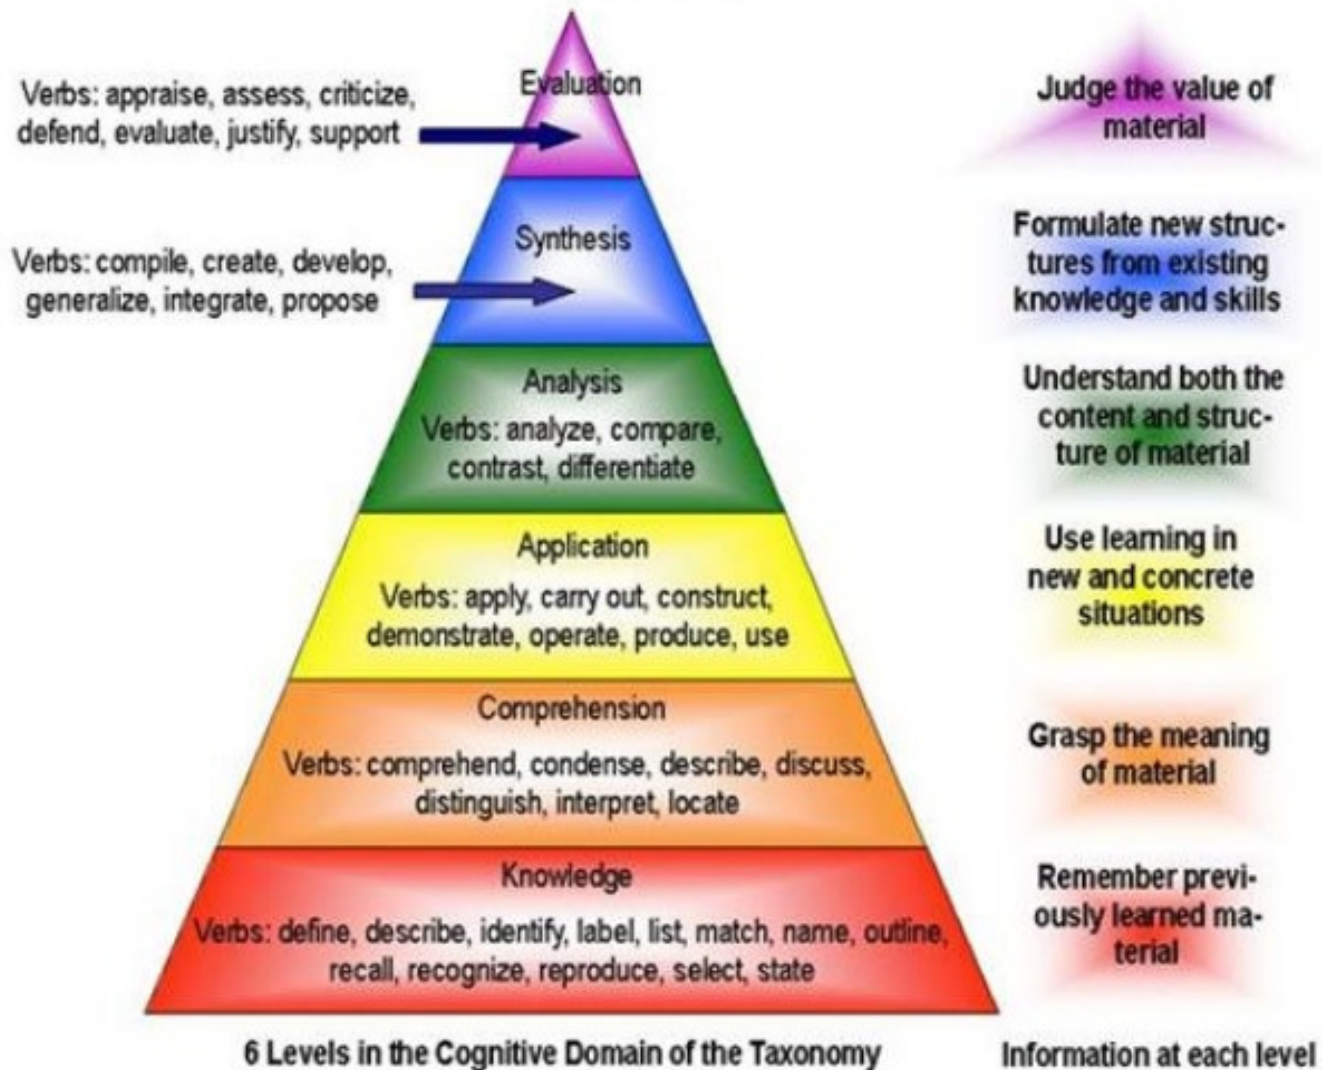 Evaluation
Verbs: appraise, assess, criticize,
defend, evaluate, justify, support
Judge the value of
material
Synthesis
Verbs: compile, create, develop,
generalize, integrate, propose
Formulate new struc-
tures from existing
knowledge and skills
Analysis
Verbs: analyze, compare,
contrast, differentiate
Understand both the
content and struc-
ture of material
Application
Verbs: apply, carry out, construct,
demonstrate, operate, produce, use
Use learning in
new and concrete
situations
Comprehension
Verbs: comprehend, condense, describe, discuss,
distinguish, interpret, locate
Grasp the meaning
of material
Knowledge
Verbs: define, describe, identify, label, list, match, name, outline,
recall, recognize, reproduce, select, state
Remember previ-
ously learned ma-
terial
6 Levels in the Cognitive Domain of the Taxonomy
Information at each level